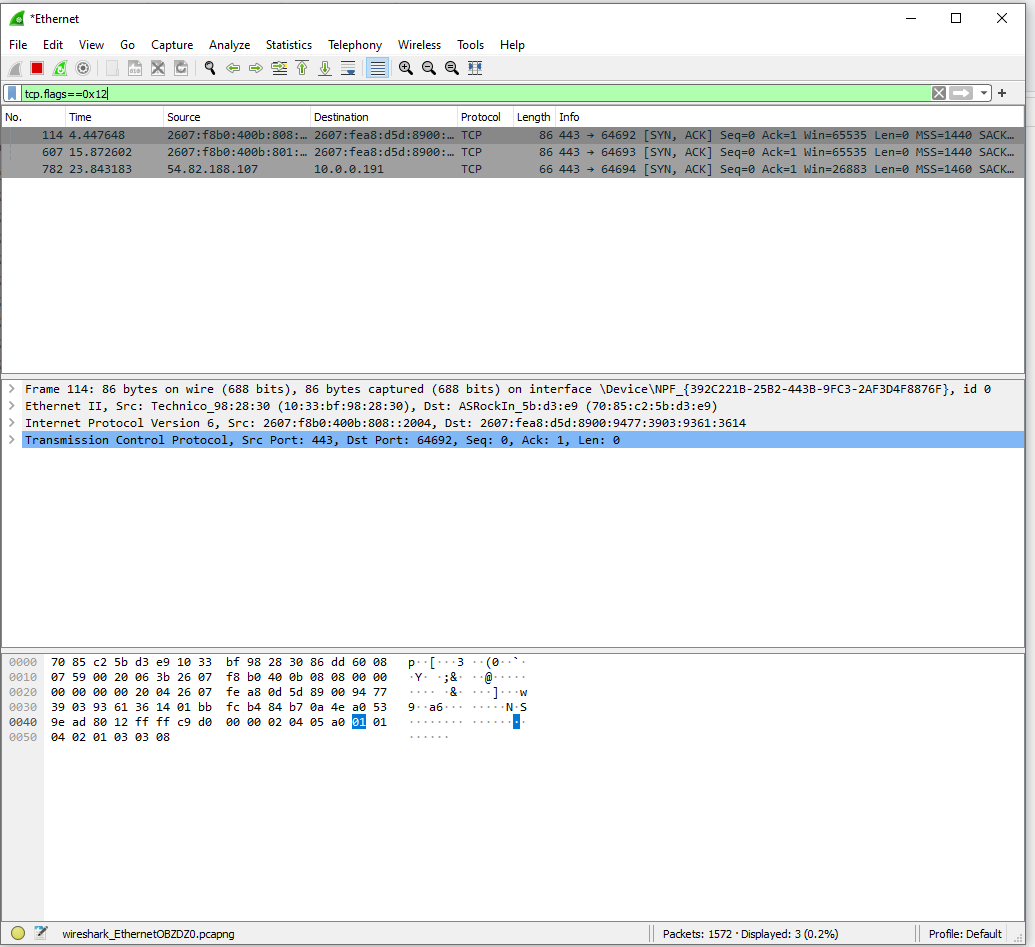 *Ethernet
File Edit View Go Capture Analyze Statistics Telephony Wireless Tools Help
tcp.flags==0x12
No. Time Source Destination Protocol Length Info
114 4.447648 2607:f8b0:400b:808:… 2607:fea8:d5d:8900:… TCP 86 443 → 64692 [SYN, ACK] Seq=0 Ack=1 Win=65535 Len=0 MSS=1440 SACK…
607 15.872602 2607:f8b0:400b:801:… 2607:fea8:d5d:8900:… TCP 86 443 → 64693 [SYN, ACK] Seq=0 Ack=1 Win=65535 Len=0 MSS=1440 SACK…
782 23.843183 54.82.188.107 10.0.0.191 TCP 66 443 → 64694 [SYN, ACK] Seq=0 Ack=1 Win=26883 Len=0 MSS=1460 SACK…
Frame 114: 86 bytes on wire (688 bits), 86 bytes captured (688 bits) on interface \Device\NPF_{392C221B-25B2-443B-9FC3-2AF3D4F8876F}, id 0
Ethernet II, Src: Technico_98:28:30 (10:33:bf:98:28:30), Dst: ASRockIn_5b:d3:e9 (70:85:c2:5b:d3:e9)
Internet Protocol Version 6, Src: 2607:f8b0:400b:808::2004, Dst: 2607:fea8:d5d:8900:9477:3903:9361:3614
Transmission Control Protocol, Src Port: 443, Dst Port: 64692, Seq: 0, Ack: 1, Len: 0
0000 70 85 c2 5b d3 e9 10 33 bf 98 28 30 86 dd 60 08 p··[···3 ··(0··`·
0010 07 59 00 20 06 3b 26 07 f8 b0 40 0b 08 08 00 00 ·Y· ·;&· ··@·····
0020 00 00 00 00 20 04 26 07 fe a8 0d 5d 89 00 94 77 ···· ·&· ···]···w
0030 39 03 93 61 36 14 01 bb fc b4 84 b7 0a 4e a0 53 9··a6··· ·····N·S
0040 9e ad 80 12 ff ff c9 d0 00 00 02 04 05 a0 01 01 ········ ········
0050 04 02 01 03 03 08 ······
wireshark_EthernetOBZDZ0.pcapng Packets: 1572 · Displayed: 3 (0.2%) Profile: Default